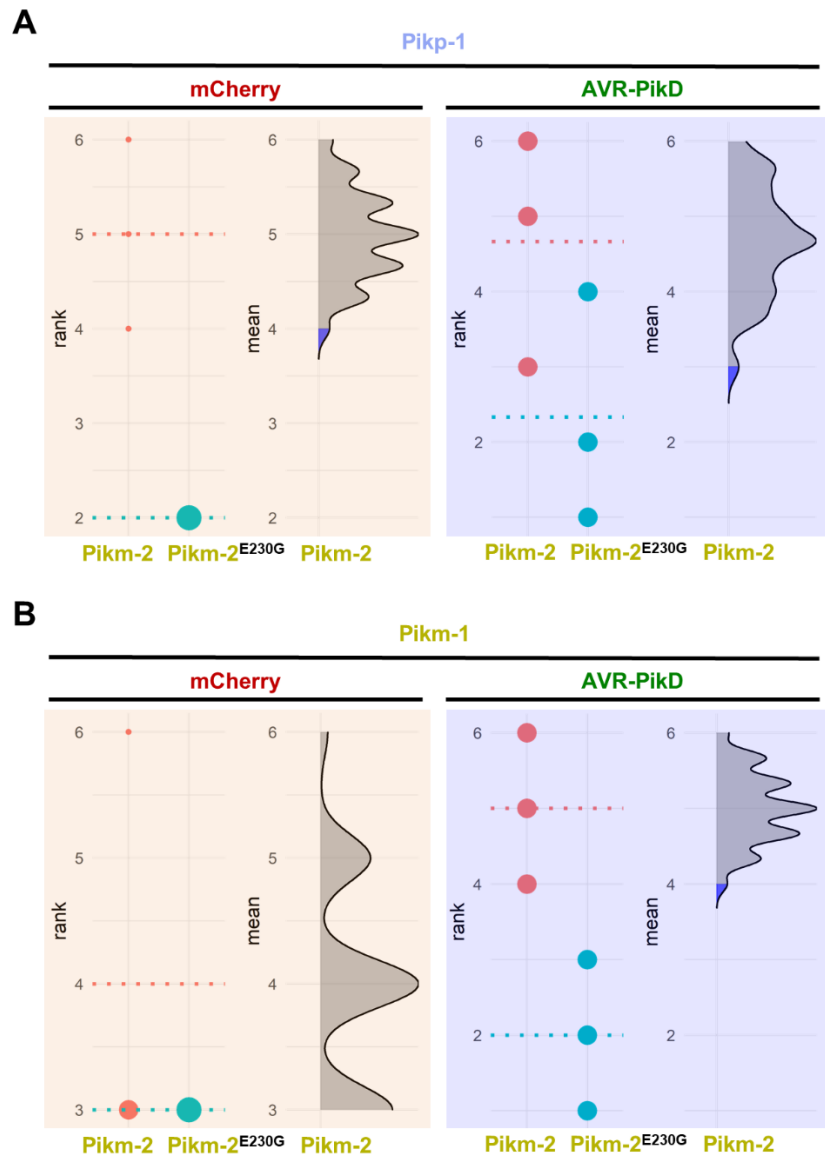 A
Pikp-1
mCherry AVR-PikD
6 6 6 6
5 5
4 4 4 4
3 3
2 2 2 2
rank mean rank mean
Pikm-2 Pikm-2E230G Pikm-2 Pikm-2 Pikm-2E230G Pikm-2
B
Pikm-1
mCherry AVR-PikD
6 6 6 6
5 5
4 4 4 4
2 2
3 3
rank mean rank mean
Pikm-2 Pikm-2E230G Pikm-2 Pikm-2 Pikm-2E230G Pikm-2